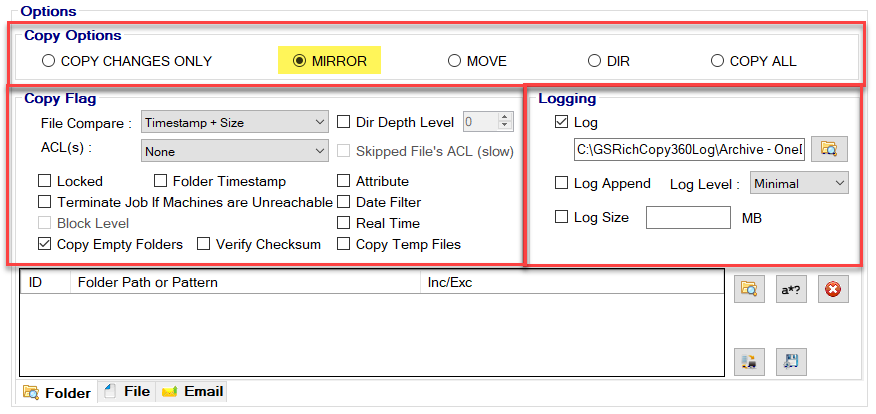 Options
Copy Options
COPY CHANGES ONLY MIRROR MOVE DIR COPY ALL
Copy Flag
File Compare : Timestamp + Size Dir Depth Level 0
ACL(s) : None Skipped File's ACL (slow)
Locked Folder Timestamp Attribute
Terminate Job If Machines are Unreachable Date Filter
Block Level Real Time
Copy Empty Folders Verify Checksum Copy Temp Files
Logging
Log
C:\GSRichCopy360Log\Archive - OneD
Log Append Log Level : Minimal
Log Size MB
ID Folder Path or Pattern Inc/Exc
a*?
Folder File Email